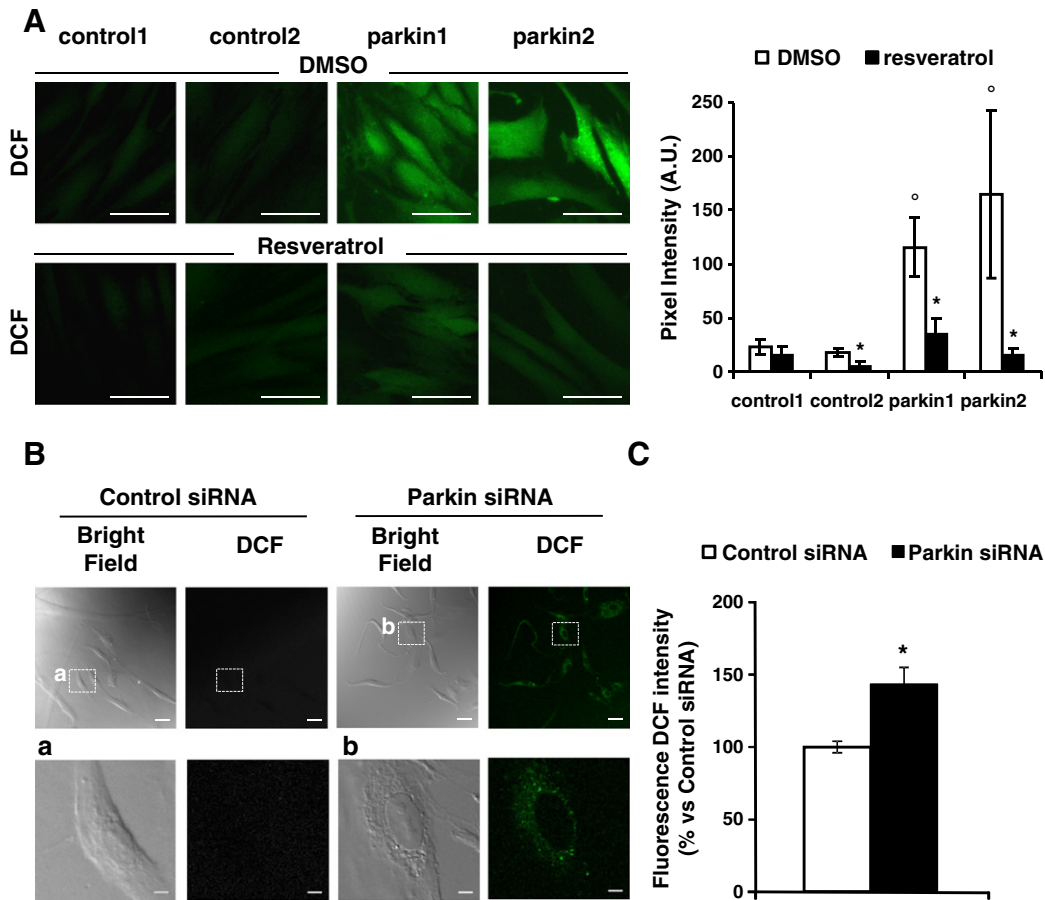 A
control1 control2 parkin1 parkin2
DMSO
DCF
Resveratrol
DCF
DMSO resveratrol
Pixel Intensity (A.U.)
250
200
150
100
50
0
° ° * * *
control1 control2 parkin1 parkin2
B
Control siRNA Parkin siRNA
Bright Field DCF Bright Field DCF
a b
a b
C
Control siRNA Parkin siRNA
Fluorescence DCF intensity
(% vs Control siRNA)
200
150
100
50
0
*